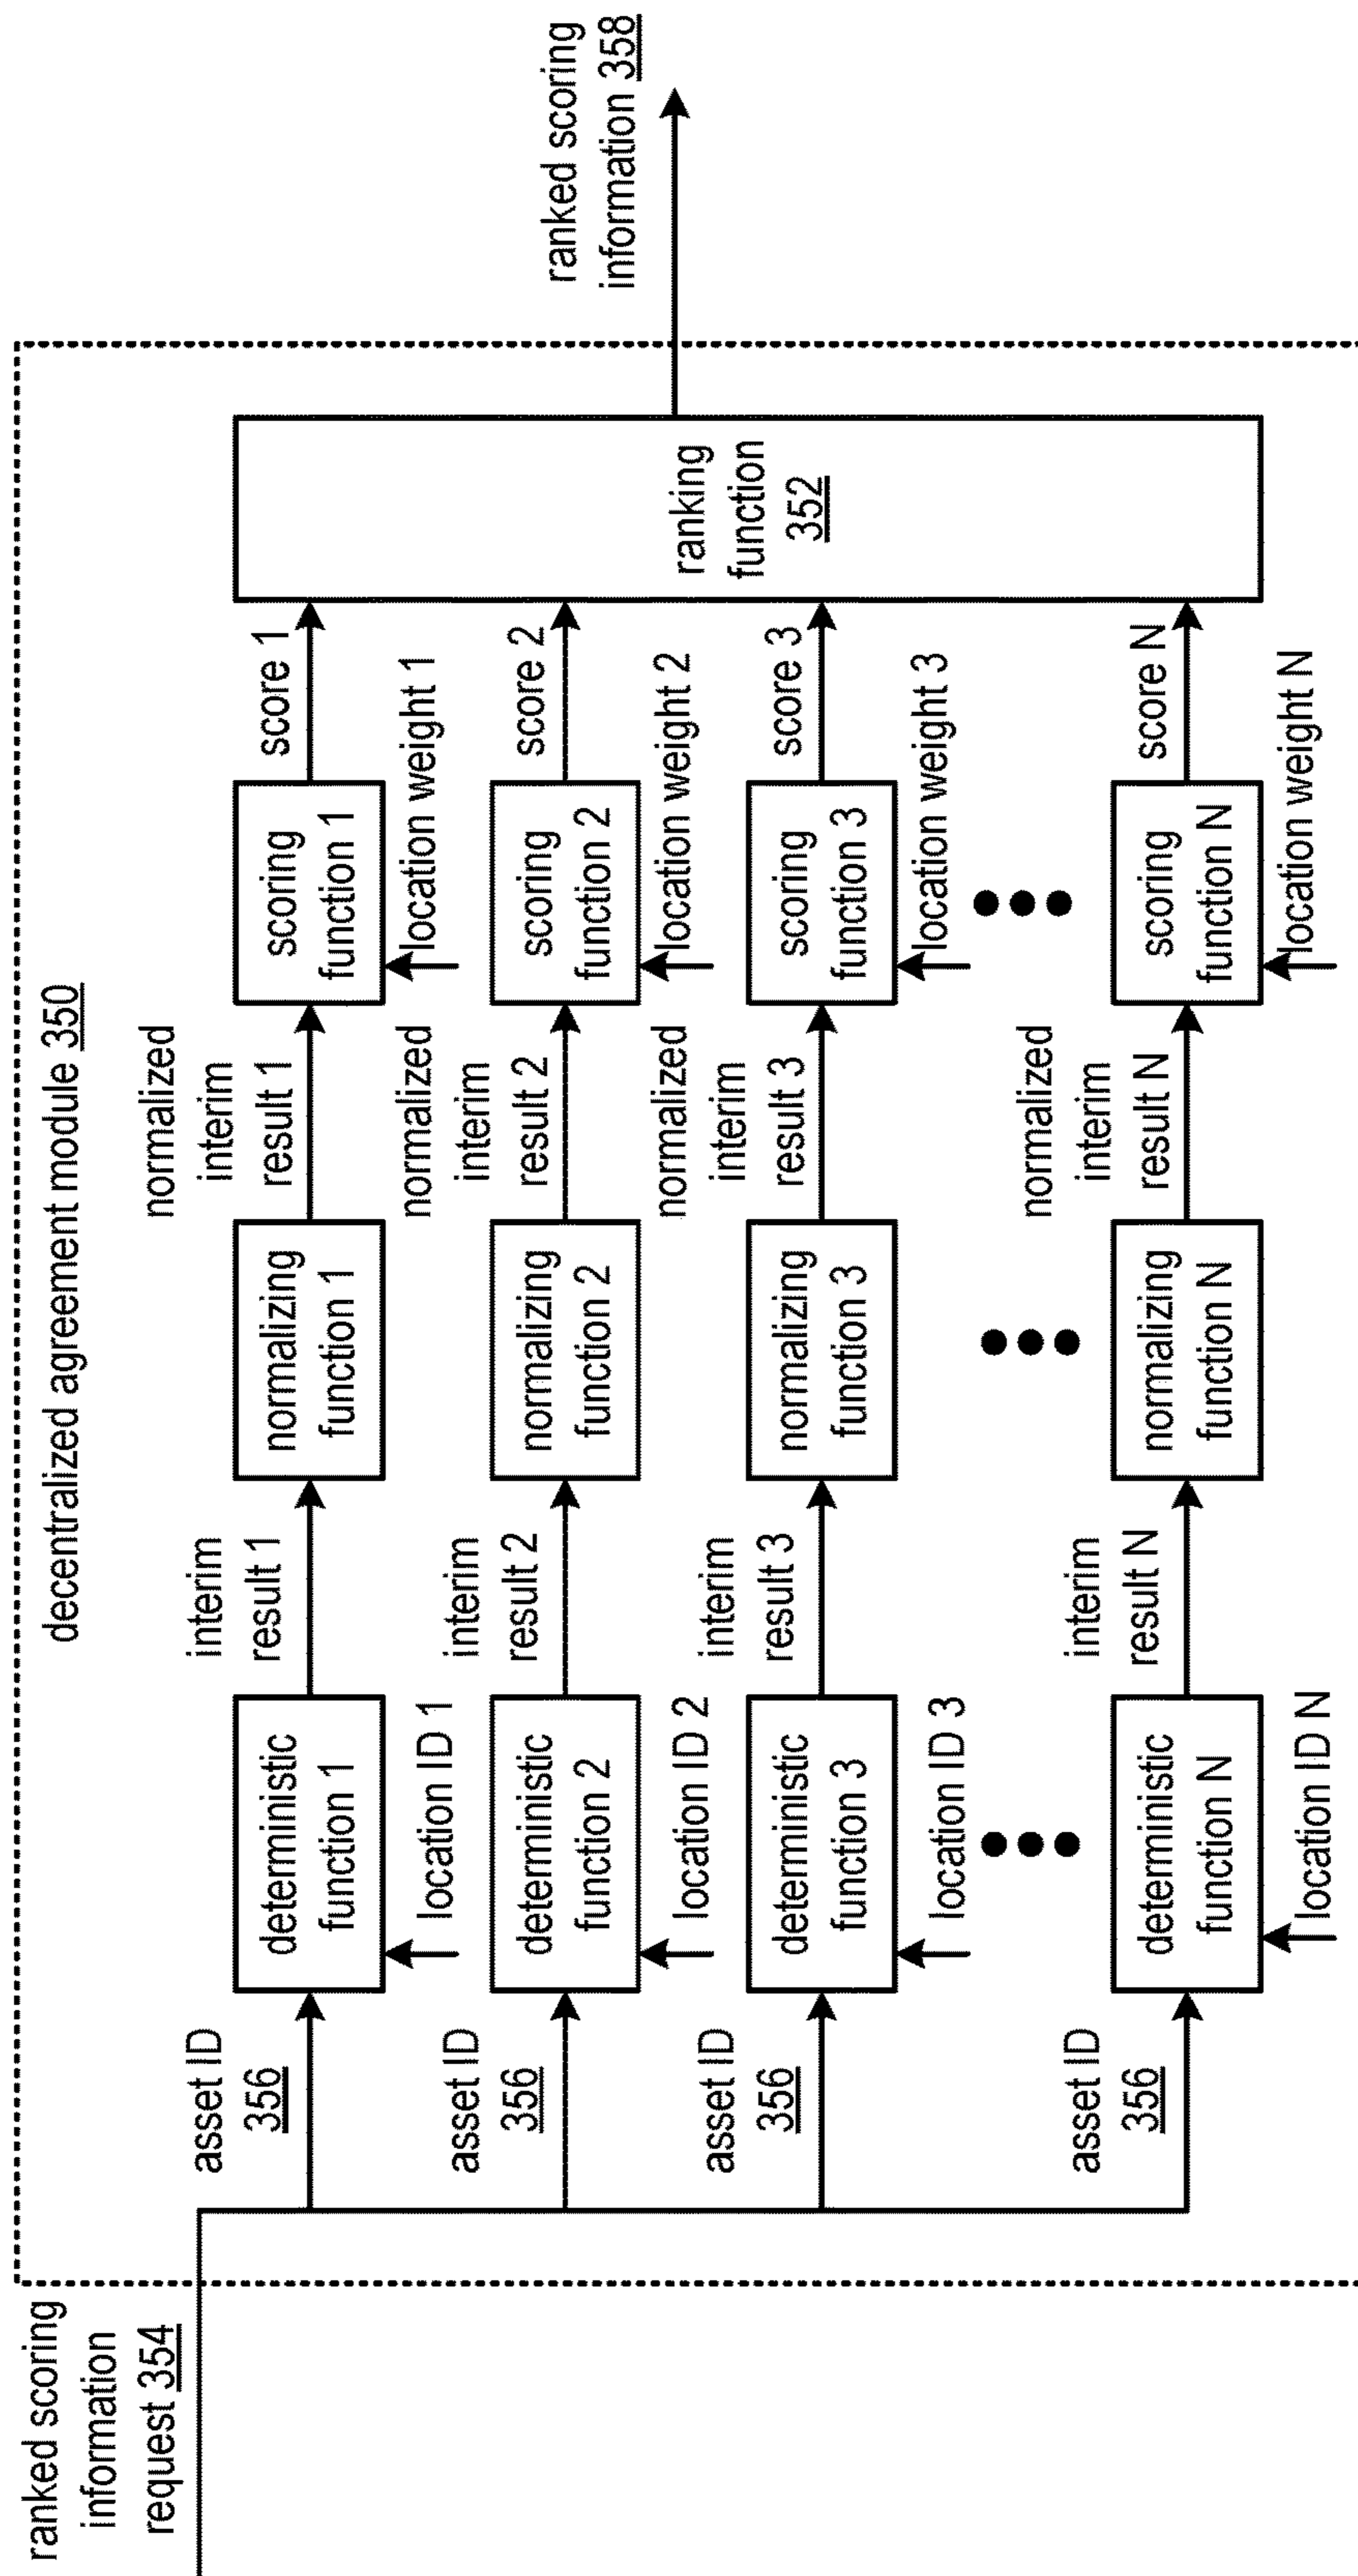 ranked scoring
information
request 354
decentralized agreement module 350
asset ID
356
deterministic
function 1
location ID 1
interim
result 1
normalizing
function 1
normalized
interim
result 1
scoring
function 1
location weight 1
score 1
asset ID
356
deterministic
function 2
location ID 2
interim
result 2
normalizing
function 2
normalized
interim
result 2
scoring
function 2
location weight 2
score 2
asset ID
356
deterministic
function 3
location ID 3
interim
result 3
normalizing
function 3
normalized
interim
result 3
scoring
function 3
location weight 3
score 3
asset ID
356
deterministic
function N
location ID N
interim
result N
normalizing
function N
normalized
interim
result N
scoring
function N
location weight N
score N
ranking
function
352
ranked scoring
information 358